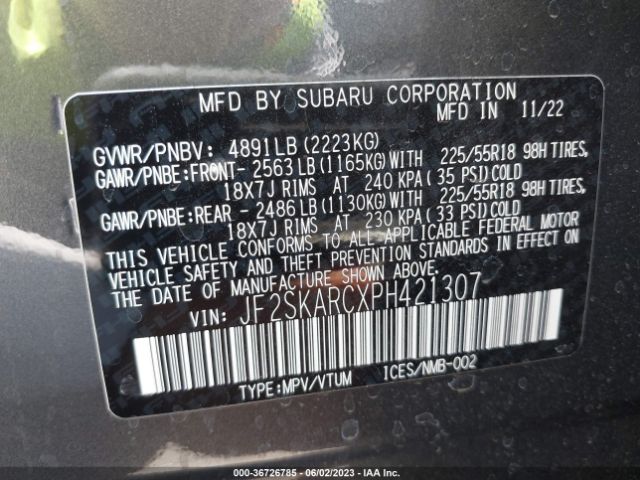 MFD BY SUBARU CORPORATION
MFD IN 11/22
GVWR/PNBV: 4891LB (2223KG)
GAWR/PNBE:FRONT- 2563LB (1165KG)WITH 225/55R18 98H TIRES,
18X7J RIMS AT 240 KPA (35 PSI)COLD
GAWR/PNBE:REAR - 2486LB (1130KG)WITH 225/55R18 98H TIRES,
18X7J RIMS AT 230 KPA (33 PSI)COLD
THIS VEHICLE CONFORMS TO ALL APPLICABLE FEDERAL MOTOR
VEHICLE SAFETY AND THEFT PREVENTION STANDARDS IN EFFECT ON
THE DATE OF MANUFACTURE SHOWN ABOVE.
VIN: JF2SKARCXPH421307
TYPE:MPV/VTUM ICES/NMB-002
000-36726785 - 06/02/2023 - IAA Inc.